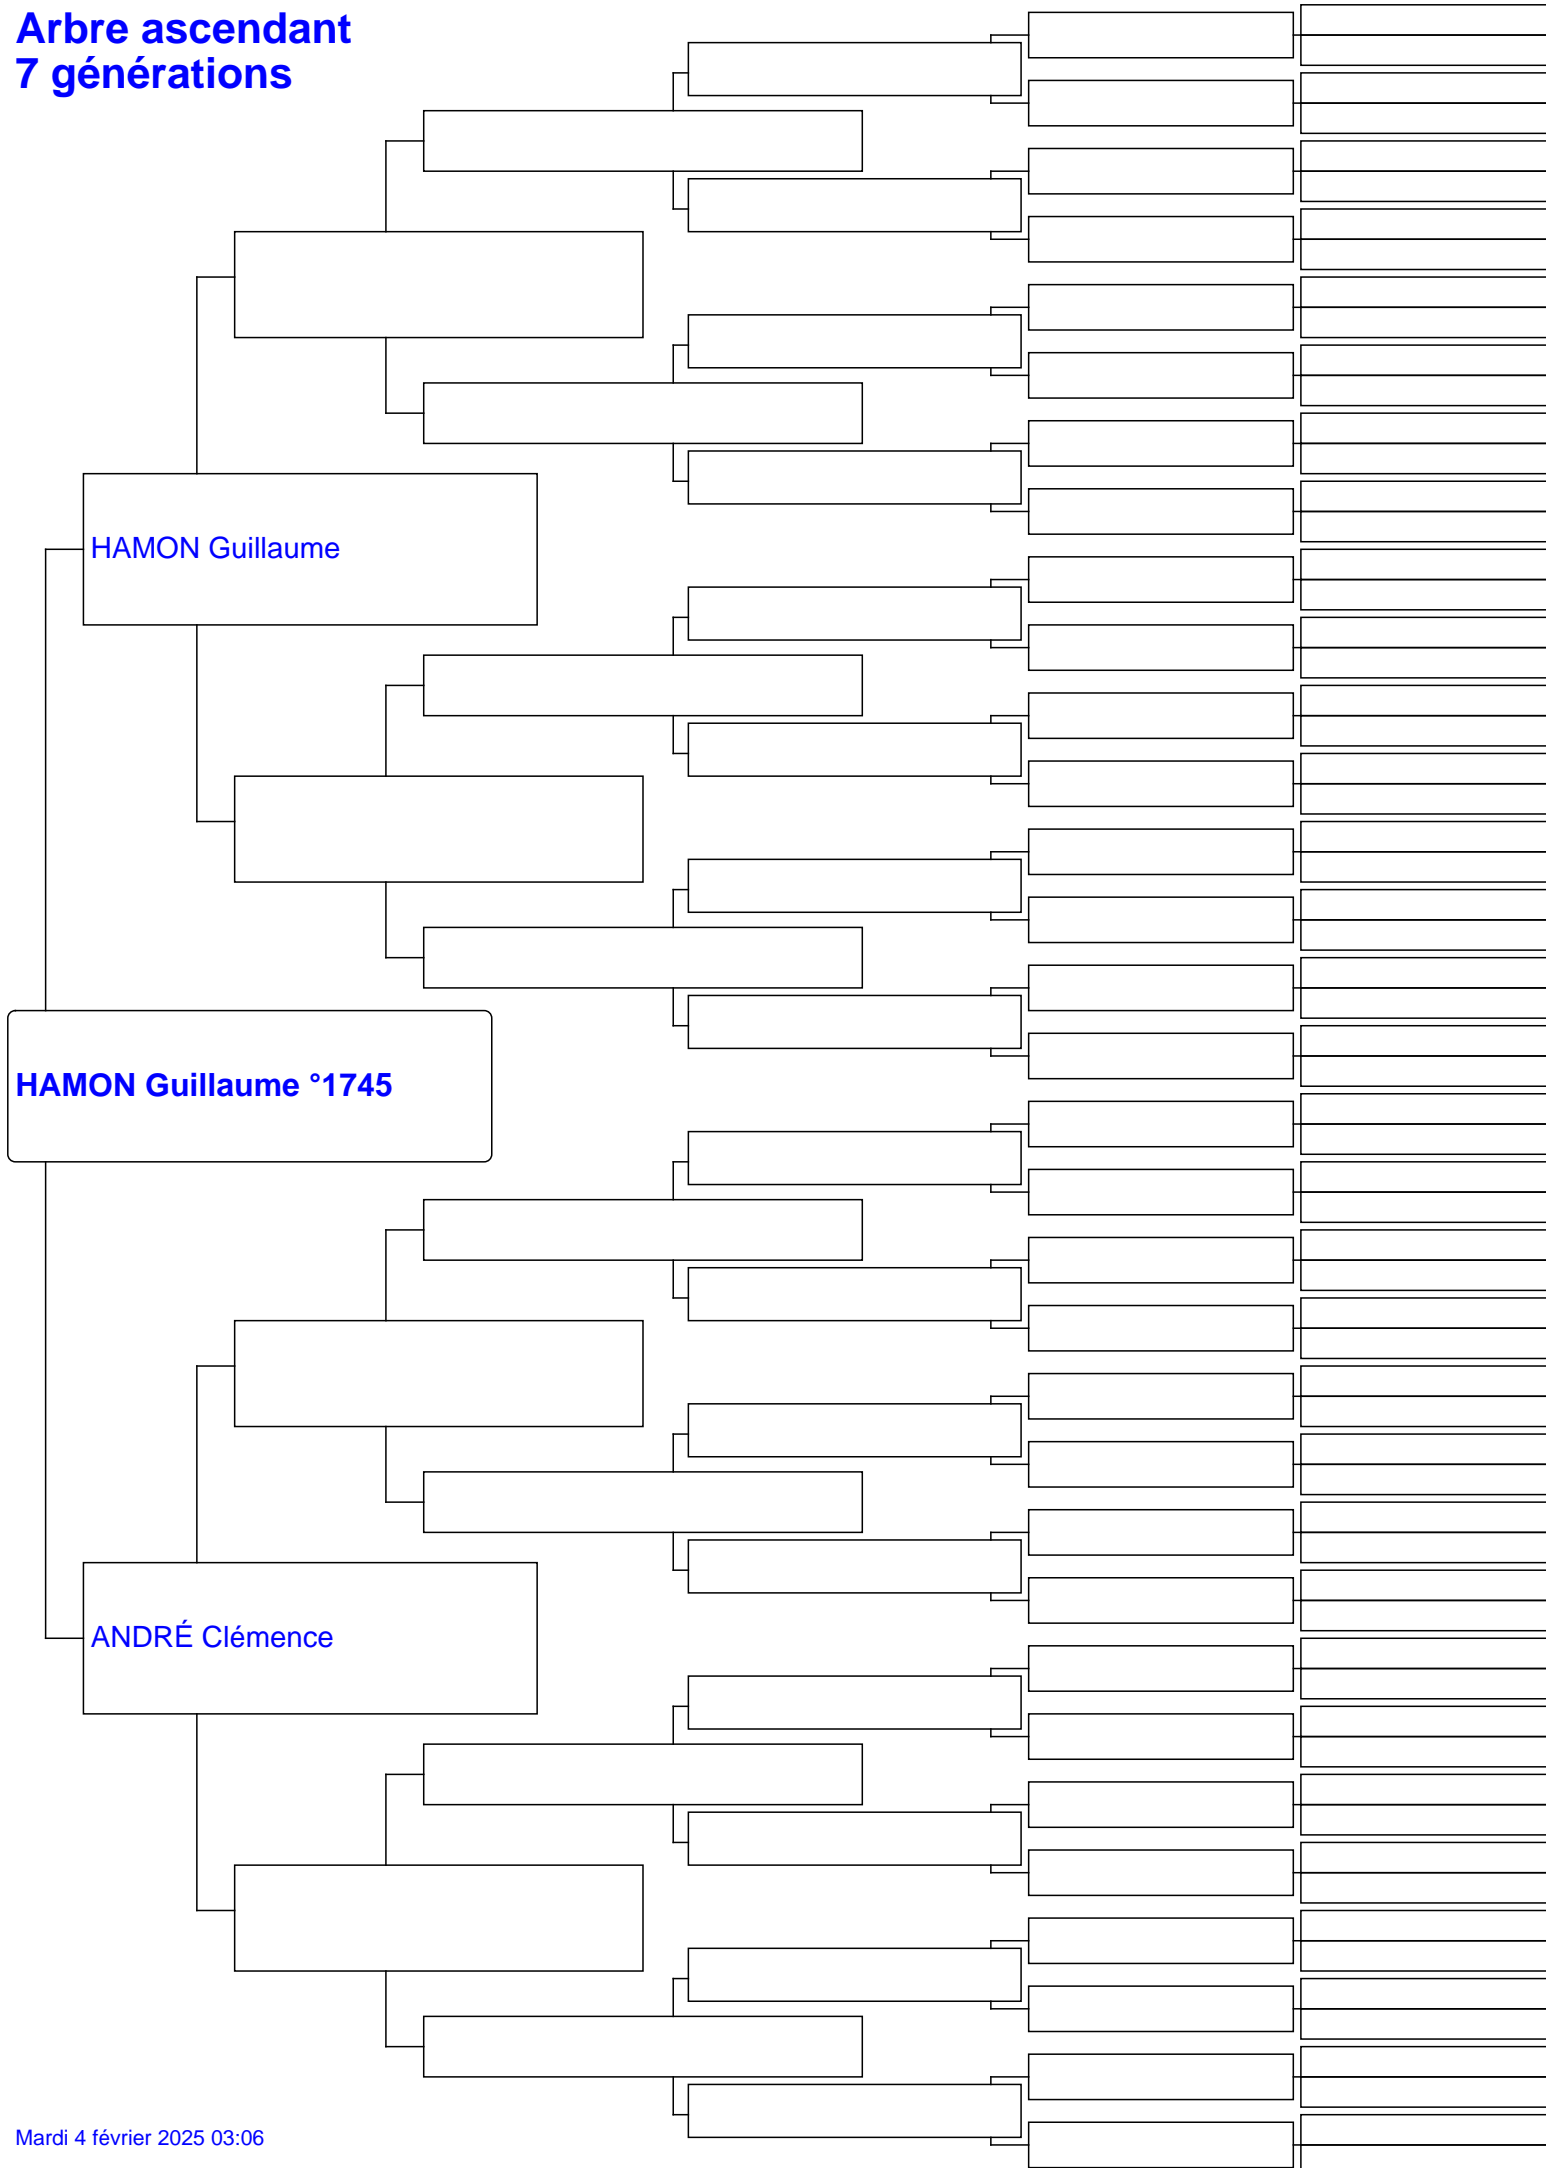 Arbre ascendant
7 générations
HAMON Guillaume
HAMON Guillaume °1745
ANDRÉ Clémence
Mardi 4 février 2025 03:06